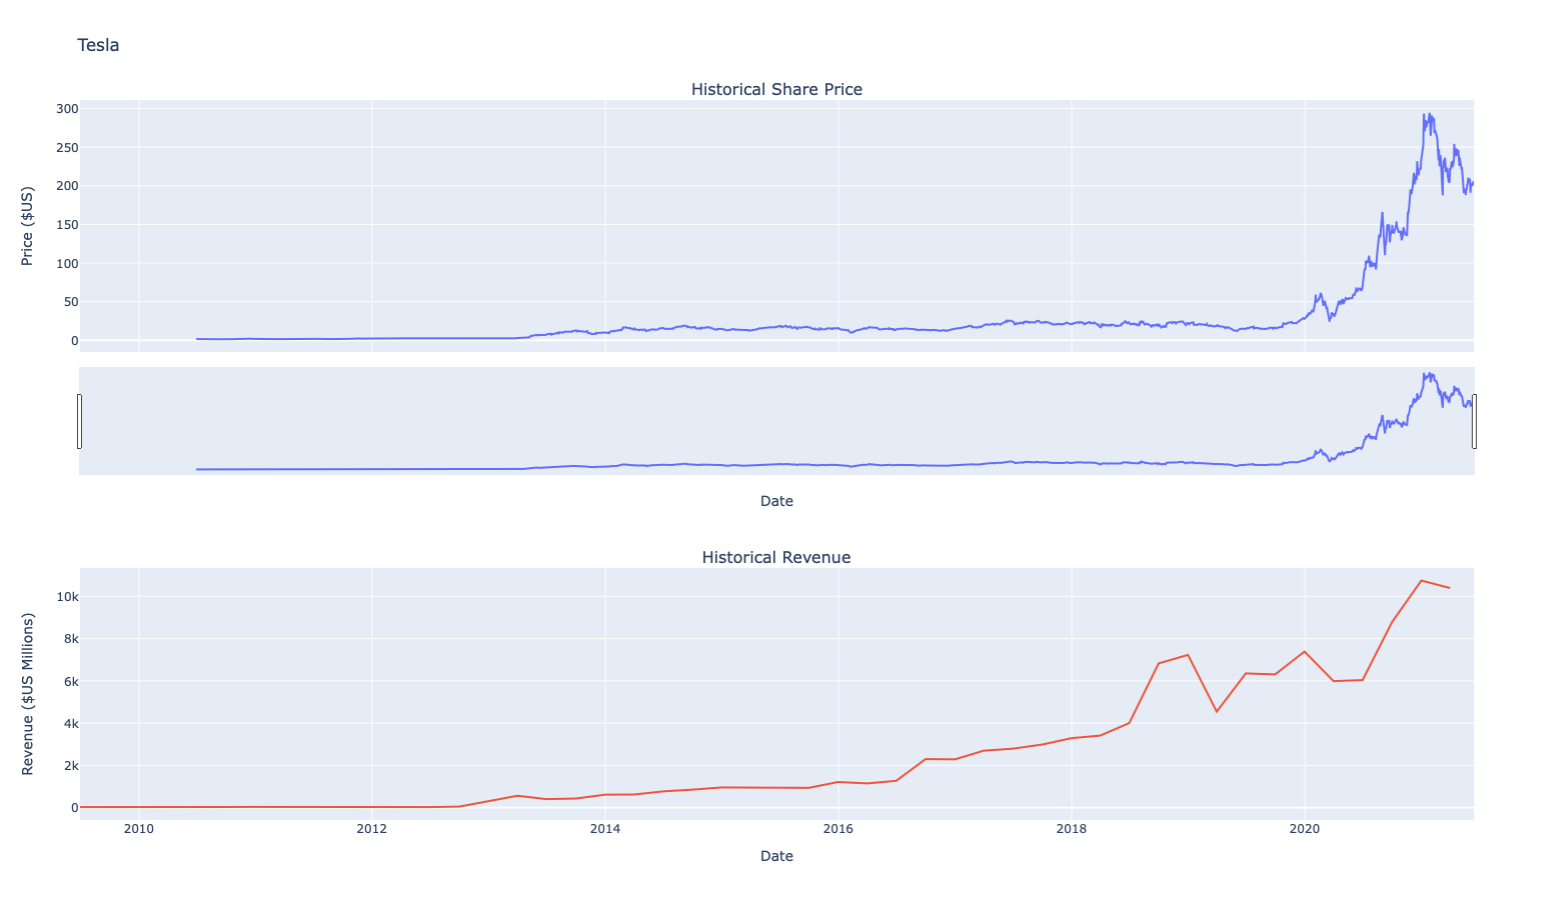 Tesla
Historical Share Price
300
250
200
150
100
50
0
Price ($US)
Date
Historical Revenue
10k
8k
6k
4k
2k
0
Revenue ($US Millions)
2010 2012 2014 2016 2018 2020
Date